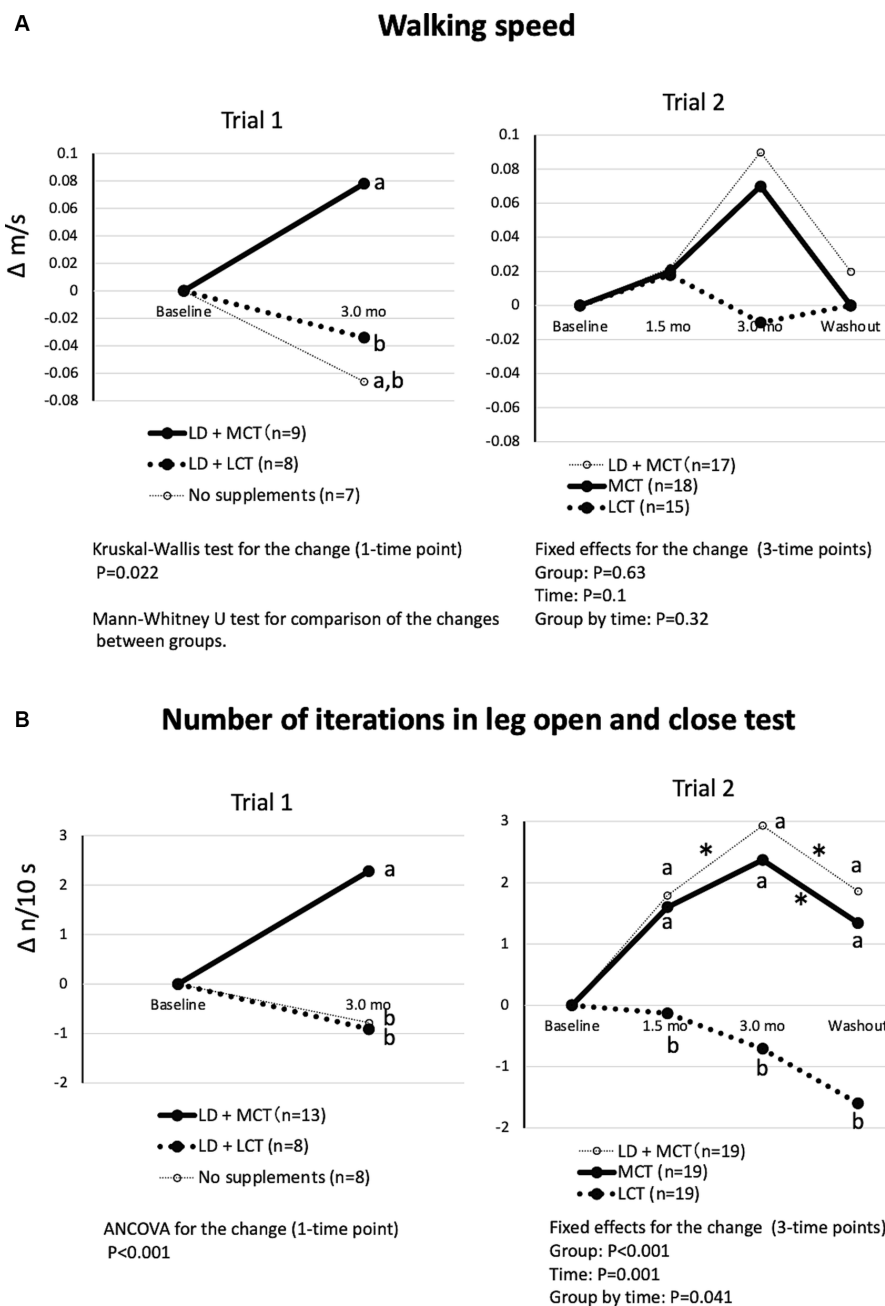 A
Walking speed
Trial 1
0.1
0.08
0.06
0.04
0.02
0
-0.02
-0.04
-0.06
-0.08
Δ m/s
Baseline
3.0 mo
a
b
a,b
LD + MCT (n=9)
LD + LCT (n=8)
No supplements (n=7)
Kruskal-Wallis test for the change (1-time point)
P=0.022
Mann-Whitney U test for comparison of the changes
between groups.
Trial 2
0.1
0.08
0.06
0.04
0.02
0
-0.02
-0.04
-0.06
-0.08
Baseline
1.5 mo
3.0 mo
Washout
LD + MCT (n=17)
MCT (n=18)
LCT (n=15)
Fixed effects for the change (3-time points)
Group: P=0.63
Time: P=0.1
Group by time: P=0.32
B
Number of iterations in leg open and close test
Trial 1
3
2
1
0
-1
-2
Δ n/10 s
Baseline
3.0 mo
a
b
b
LD + MCT (n=13)
LD + LCT (n=8)
No supplements (n=8)
ANCOVA for the change (1-time point)
P<0.001
Trial 2
3
2
1
0
-1
-2
a
*
a
*
a
a
a
*
a
Baseline
1.5 mo
3.0 mo
Washout
b
b
b
LD + MCT (n=19)
MCT (n=19)
LCT (n=19)
Fixed effects for the change (3-time points)
Group: P<0.001
Time: P=0.001
Group by time: P=0.041